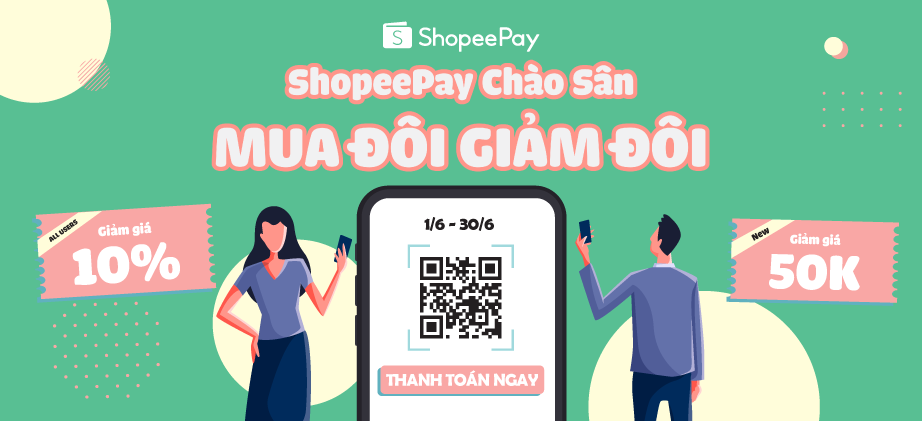 S ShopeePay
ShopeePay Chào Sân
MUA ĐÔI GIẢM ĐÔI
ALL USERS
Giảm giá
10%
1/6 - 30/6
THANH TOÁN NGAY
New
Giảm giá
50K